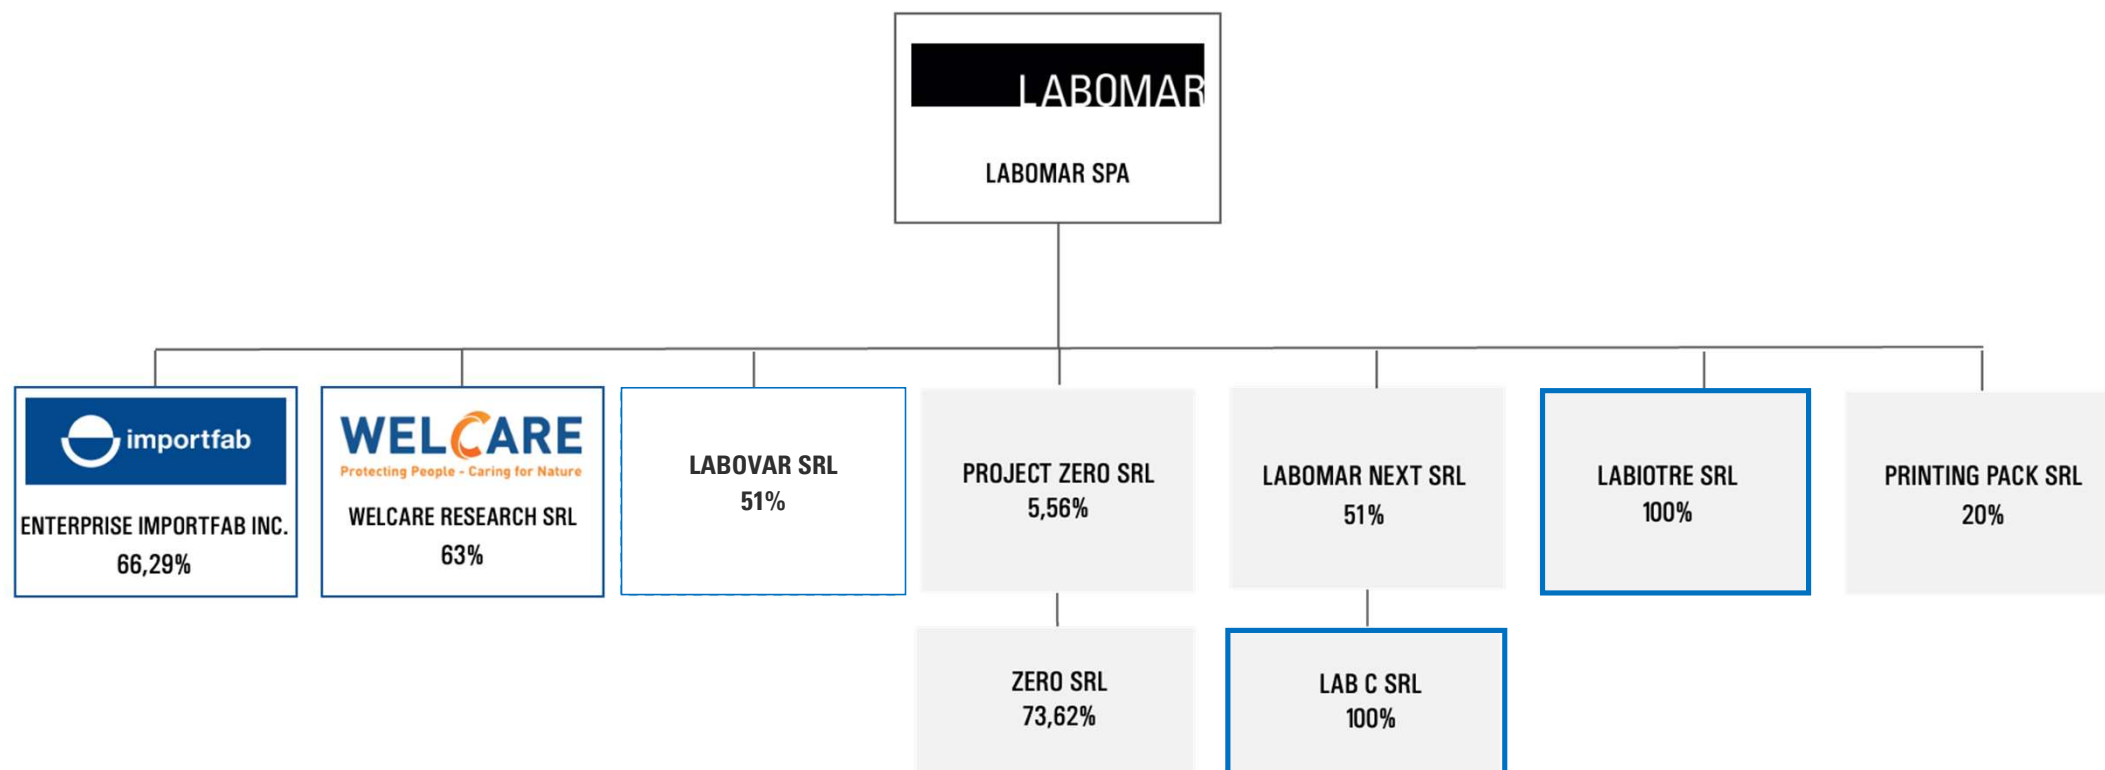 LABOMAR
LABOMAR SPA
importfab
ENTERPRISE IMPORTFAB INC.
66,29%
WELCARE
Protecting People - Caring for Nature
WELCARE RESEARCH SRL
63%
LABOVAR SRL
51%
PROJECT ZERO SRL
5,56%
LABOMAR NEXT SRL
51%
LABIOTRE SRL
100%
PRINTING PACK SRL
20%
ZERO SRL
73,62%
LAB C SRL
100%